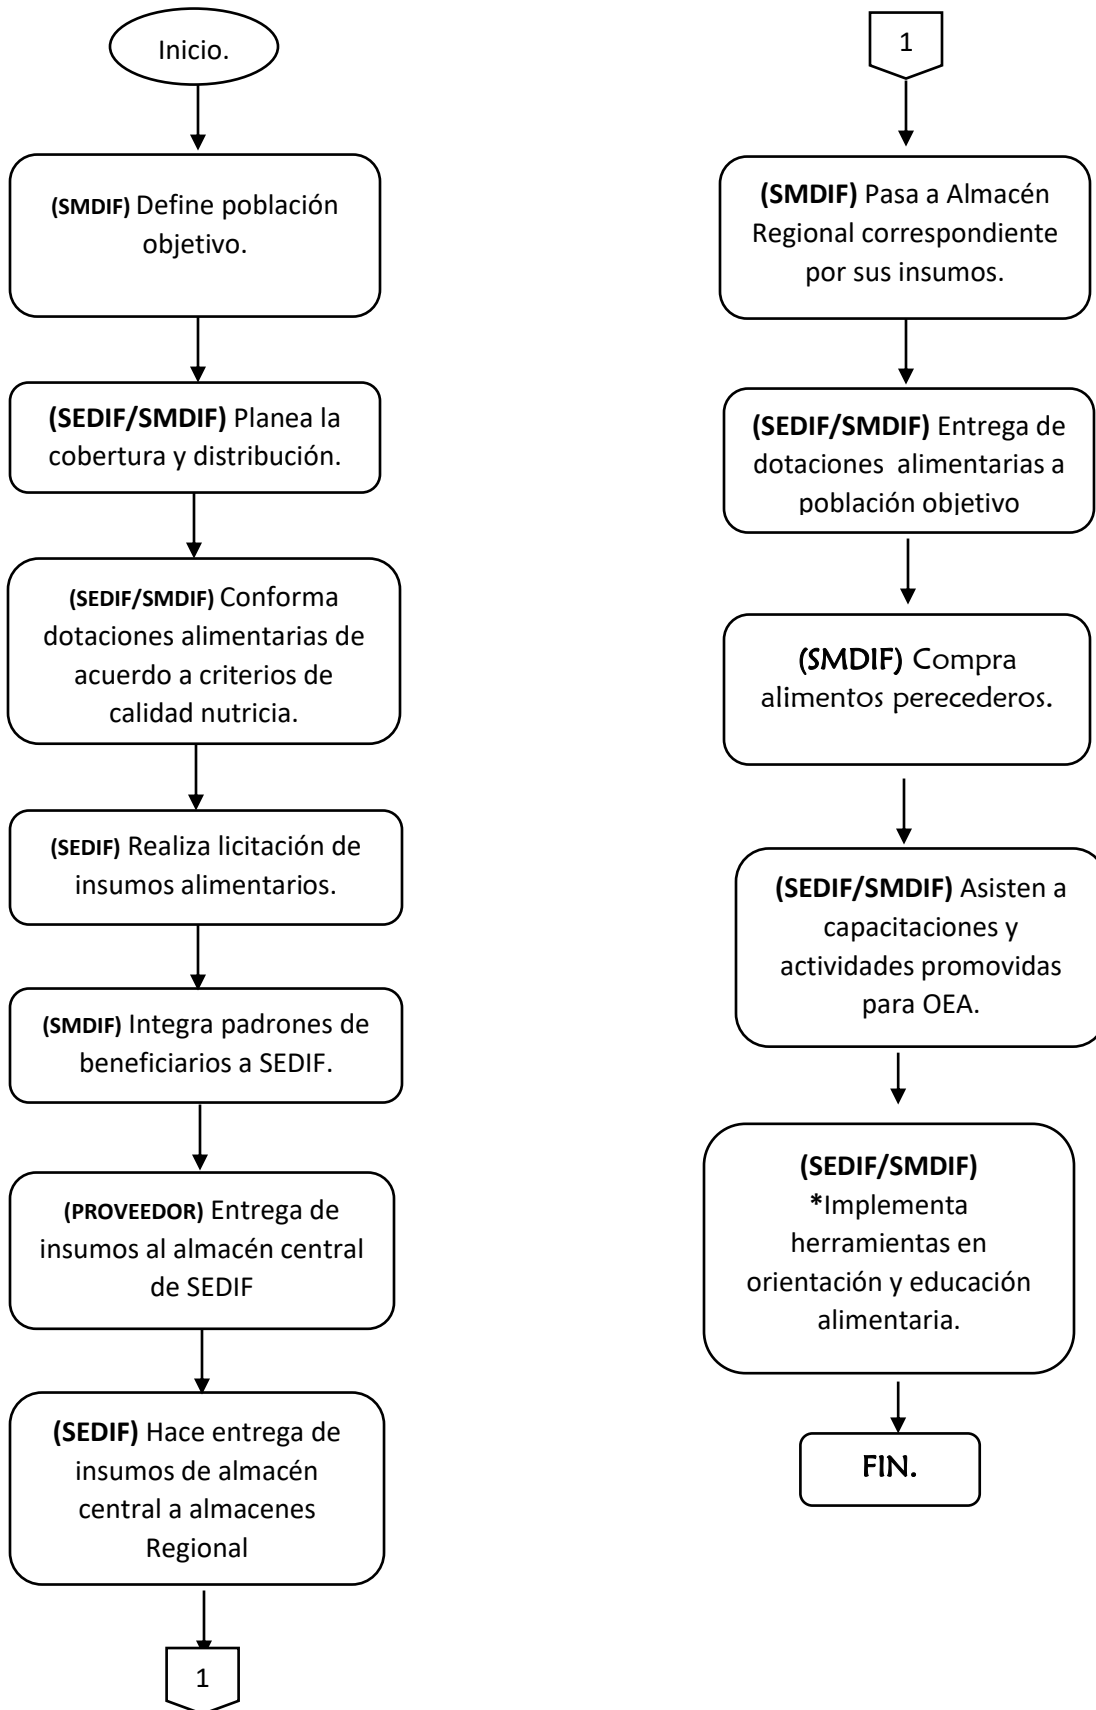 Inicio.
(SMDIF) Define población
objetivo.
(SEDIF/SMDIF) Planea la
cobertura y distribución.
(SEDIF/SMDIF) Conforma
dotaciones alimentarias de
acuerdo a criterios de
calidad nutricia.
(SEDIF) Realiza licitación de
insumos alimentarios.
(SMDIF) Integra padrones de
beneficiarios a SEDIF.
(PROVEEDOR) Entrega de
insumos al almacén central
de SEDIF
(SEDIF) Hace entrega de
insumos de almacén
central a almacenes
Regional
1
1
(SMDIF) Pasa a Almacén
Regional correspondiente
por sus insumos.
(SEDIF/SMDIF) Entrega de
dotaciones alimentarias a
población objetivo
(SMDIF) Compra
alimentos perecederos.
(SEDIF/SMDIF) Asisten a
capacitaciones y
actividades promovidas
para OEA.
(SEDIF/SMDIF)
*Implementa
herramientas en
orientación y educación
alimentaria.
FIN.